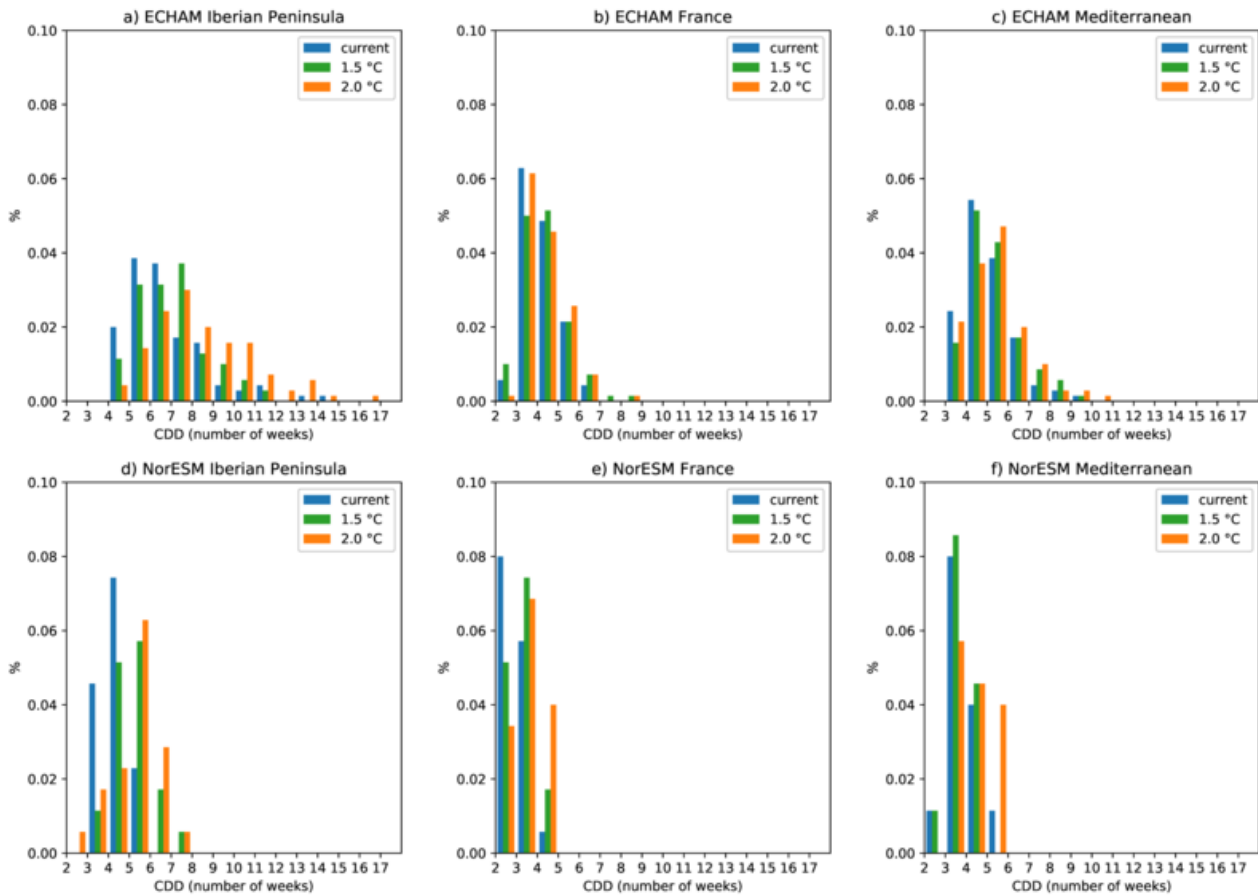 a) ECHAM Iberian Peninsula
0.10
0.08
0.06
0.04
0.02
0.00
%
current
1.5 °C
2.0 °C
2 3 4 5 6 7 8 9 10 11 12 13 14 15 16 17
CDD (number of weeks)
b) ECHAM France
0.10
0.08
0.06
0.04
0.02
0.00
%
current
1.5 °C
2.0 °C
2 3 4 5 6 7 8 9 10 11 12 13 14 15 16 17
CDD (number of weeks)
c) ECHAM Mediterranean
0.10
0.08
0.06
0.04
0.02
0.00
%
current
1.5 °C
2.0 °C
2 3 4 5 6 7 8 9 10 11 12 13 14 15 16 17
CDD (number of weeks)
d) NorESM Iberian Peninsula
0.10
0.08
0.06
0.04
0.02
0.00
%
current
1.5 °C
2.0 °C
2 3 4 5 6 7 8 9 10 11 12 13 14 15 16 17
CDD (number of weeks)
e) NorESM France
0.10
0.08
0.06
0.04
0.02
0.00
%
current
1.5 °C
2.0 °C
2 3 4 5 6 7 8 9 10 11 12 13 14 15 16 17
CDD (number of weeks)
f) NorESM Mediterranean
0.10
0.08
0.06
0.04
0.02
0.00
%
current
1.5 °C
2.0 °C
2 3 4 5 6 7 8 9 10 11 12 13 14 15 16 17
CDD (number of weeks)